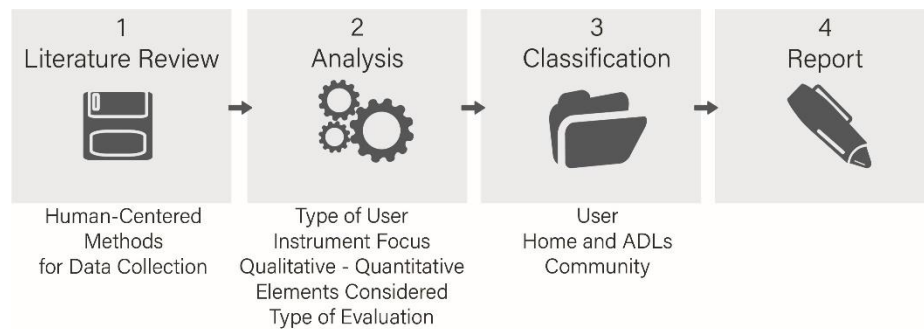 1
Literature Review
Human-Centered
Methods
for Data Collection
2
Analysis
Type of User
Instrument Focus
Qualitative - Quantitative
Elements Considered
Type of Evaluation
3
Classification
User
Home and ADLs
Community
4
Report